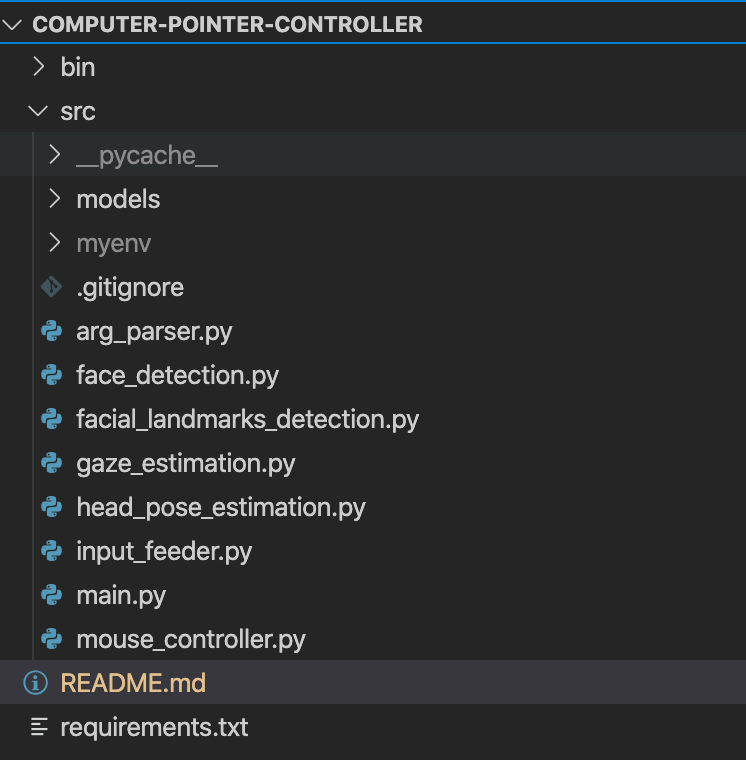 COMPUTER-POINTER-CONTROLLER
bin
src
__pycache__
models
myenv
.gitignore
arg_parser.py
face_detection.py
facial_landmarks_detection.py
gaze_estimation.py
head_pose_estimation.py
input_feeder.py
main.py
mouse_controller.py
README.md
requirements.txt